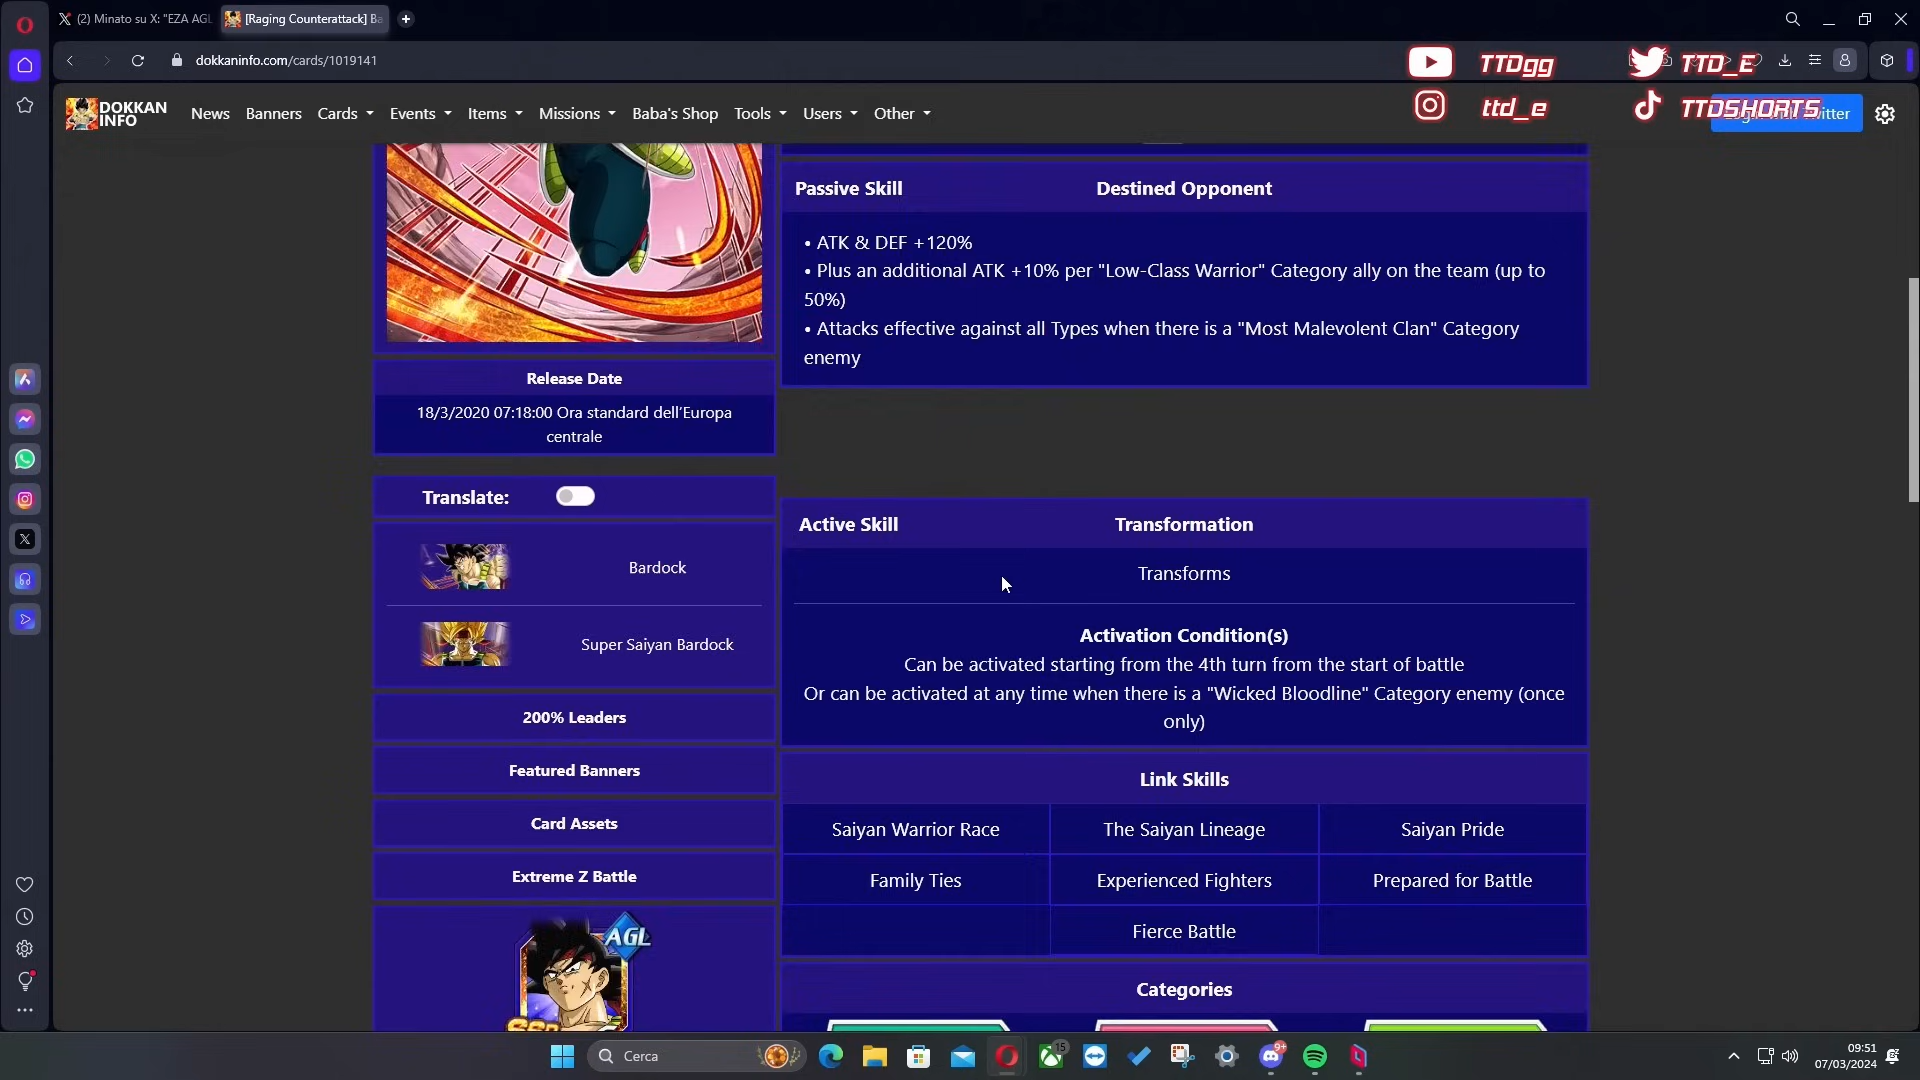 (2) Minato su X: "EZA AGL
[Raging Counterattack] Ba
dokkaninfo.com/cards/1019141
TTDgg
TTD_E
ttd_e
TTDSHORTS
DOKKAN
INFO
News
Banners
Cards
Events
Items
Missions
Baba's Shop
Tools
Users
Other
Twitter
Passive Skill
Destined Opponent
• ATK & DEF +120%
• Plus an additional ATK +10% per "Low-Class Warrior" Category ally on the team (up to
50%)
• Attacks effective against all Types when there is a "Most Malevolent Clan" Category
enemy
Release Date
18/3/2020 07:18:00 Ora standard dell'Europa
centrale
Translate:
Bardock
Super Saiyan Bardock
200% Leaders
Featured Banners
Card Assets
Extreme Z Battle
AGL
SSR
Active Skill
Transformation
Transforms
Activation Condition(s)
Can be activated starting from the 4th turn from the start of battle
Or can be activated at any time when there is a "Wicked Bloodline" Category enemy (once
only)
Link Skills
Saiyan Warrior Race
The Saiyan Lineage
Saiyan Pride
Family Ties
Experienced Fighters
Prepared for Battle
Fierce Battle
Categories
Cerca
15
9+
09:51
07/03/2024